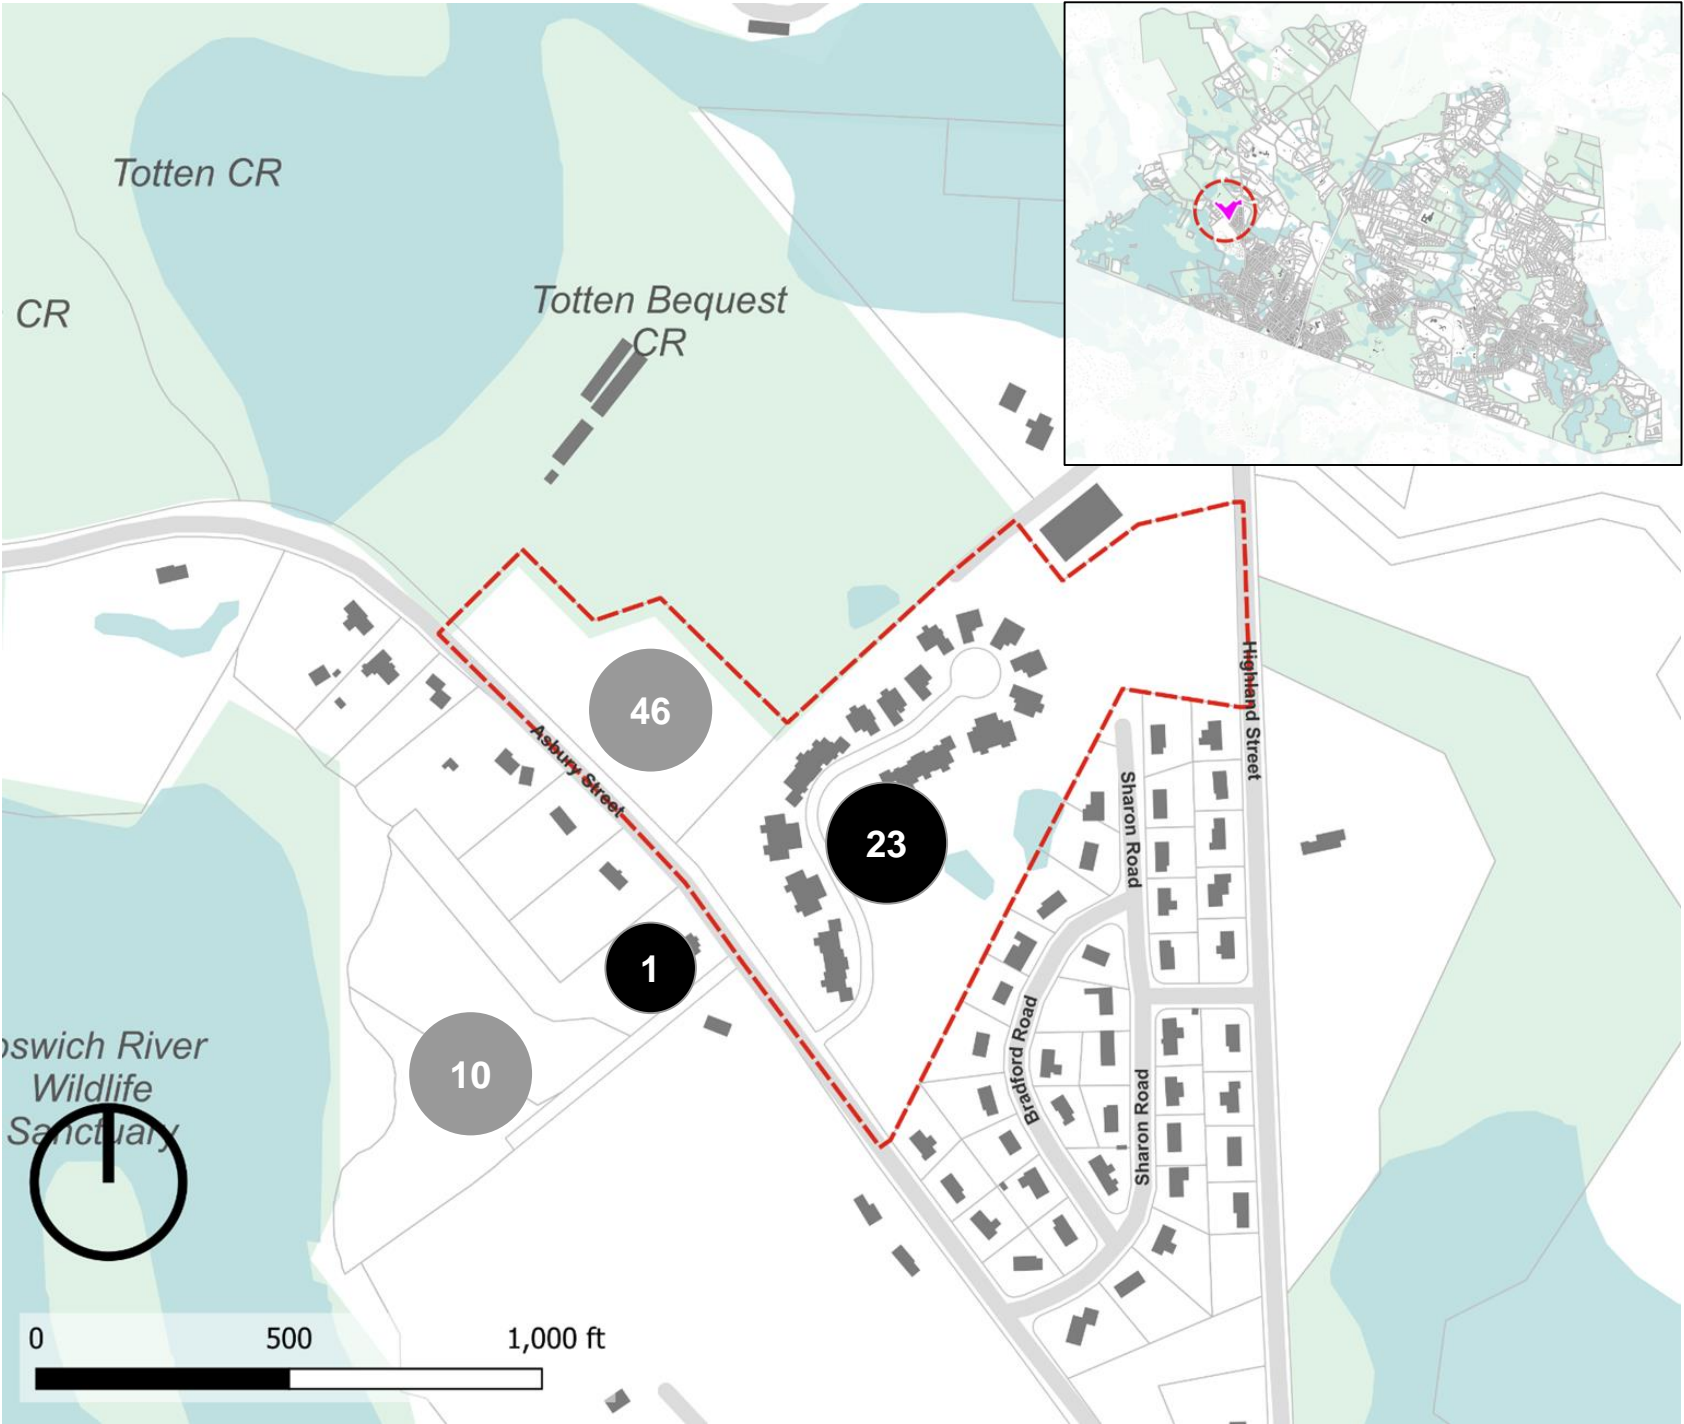 Totten CR
CR
Totten Bequest
CR
46
Asbury Street
Highland Street
23
Sharon Road
1
10
Bradford Road
Sharon Road
pswich River
Wildlife
Sanctuary
0 500 1,000 ft